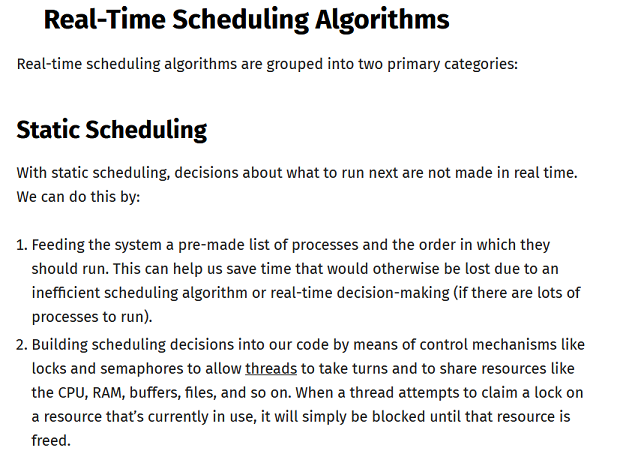 Real-Time Scheduling Algorithms
Real-time scheduling algorithms are grouped into two primary categories:
Static Scheduling
With static scheduling, decisions about what to run next are not made in real time.
We can do this by:
1. Feeding the system a pre-made list of processes and the order in which they
should run. This can help us save time that would otherwise be lost due to an
inefficient scheduling algorithm or real-time decision-making (if there are lots of
processes to run).
2. Building scheduling decisions into our code by means of control mechanisms like
locks and semaphores to allow threads to take turns and to share resources like
the CPU, RAM, buffers, files, and so on. When a thread attempts to claim a lock on
a resource that’s currently in use, it will simply be blocked until that resource is
freed.